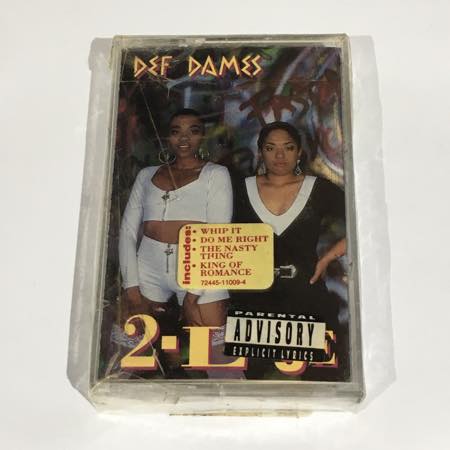 DEF DAMES
includes:
• WHIP IT
• DO ME RIGHT
• THE NASTY
THING
• KING OF
ROMANCE
72445-11009-4
PARENTAL
ADVISORY
EXPLICIT LYRICS
2-L